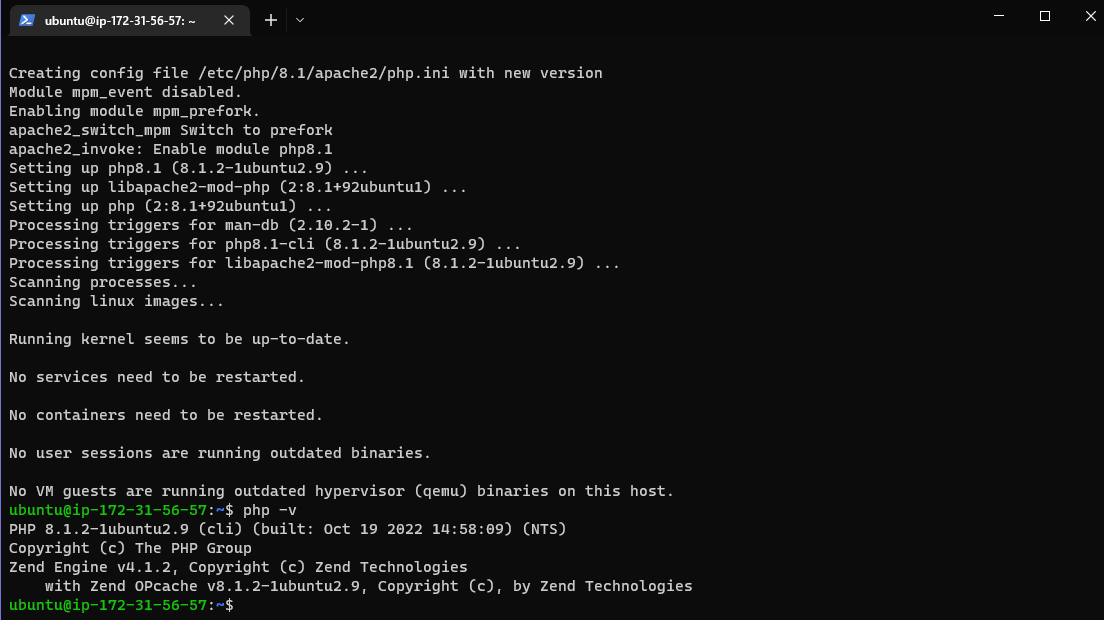 ubuntu@ip-172-31-56-57: ~
Creating config file /etc/php/8.1/apache2/php.ini with new version
Module mpm_event disabled.
Enabling module mpm_prefork.
apache2_switch_mpm Switch to prefork
apache2_invoke: Enable module php8.1
Setting up php8.1 (8.1.2-1ubuntu2.9) ...
Setting up libapache2-mod-php (2:8.1+92ubuntu1) ...
Setting up php (2:8.1+92ubuntu1) ...
Processing triggers for man-db (2.10.2-1) ...
Processing triggers for php8.1-cli (8.1.2-1ubuntu2.9) ...
Processing triggers for libapache2-mod-php8.1 (8.1.2-1ubuntu2.9) ...
Scanning processes...
Scanning linux images...
Running kernel seems to be up-to-date.
No services need to be restarted.
No containers need to be restarted.
No user sessions are running outdated binaries.
No VM guests are running outdated hypervisor (qemu) binaries on this host.
ubuntu@ip-172-31-56-57:~$ php -v
PHP 8.1.2-1ubuntu2.9 (cli) (built: Oct 19 2022 14:58:09) (NTS)
Copyright (c) The PHP Group
Zend Engine v4.1.2, Copyright (c) Zend Technologies
    with Zend OPcache v8.1.2-1ubuntu2.9, Copyright (c), by Zend Technologies
ubuntu@ip-172-31-56-57:~$